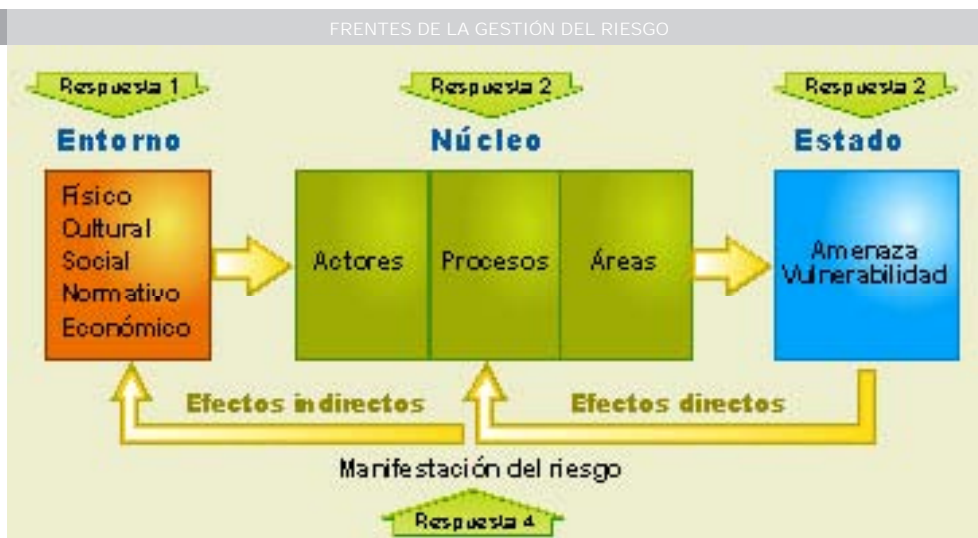 FRENTES DE LA GESTIÓN DEL RIESGO
Respuesta 1
Respuesta 2
Respuesta 2
Entorno
Núcleo
Estado
Físico
Cultural
Social
Normativo
Económico
Actores
Procesos
Áreas
Amenaza
Vulnerabilidad
Efectos indirectos
Efectos directos
Manifestación del riesgo
Respuesta 4